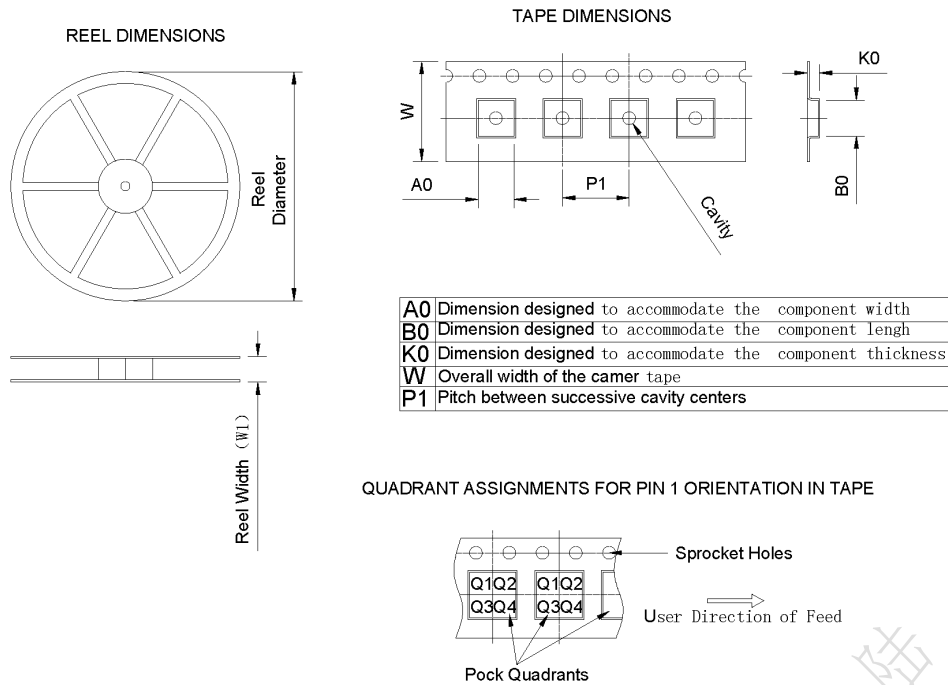 REEL DIMENSIONS
Reel
Diameter
Reel Width (W1)
TAPE DIMENSIONS
W
A0
P1
Cavity
K0
B0
A0 Dimension designed to accommodate the component width
B0 Dimension designed to accommodate the component lengh
K0 Dimension designed to accommodate the component thickness
W Overall width of the camer tape
P1 Pitch between successive cavity centers
QUADRANT ASSIGNMENTS FOR PIN 1 ORIENTATION IN TAPE
Sprocket Holes
Q1 Q2 Q1 Q2
Q3 Q4 Q3 Q4
User Direction of Feed
Pock Quadrants
陆